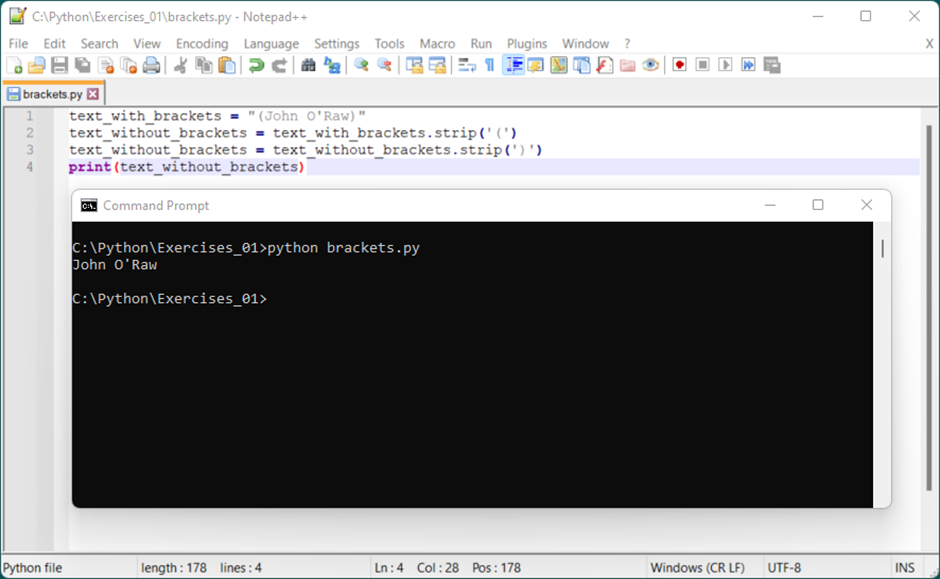 C:\Python\Exercises_01\brackets.py - Notepad++
File Edit Search View Encoding Language Settings Tools Macro Run Plugins Window ? X
brackets.py
1 text_with_brackets = "(John O'Raw)"
2 text_without_brackets = text_with_brackets.strip('(')
3 text_without_brackets = text_without_brackets.strip(')')
4 print(text_without_brackets)
Command Prompt
C:\Python\Exercises_01>python brackets.py
John O'Raw
C:\Python\Exercises_01>
Python file length : 178 lines : 4 Ln : 4 Col : 28 Pos : 178 Windows (CR LF) UTF-8 INS